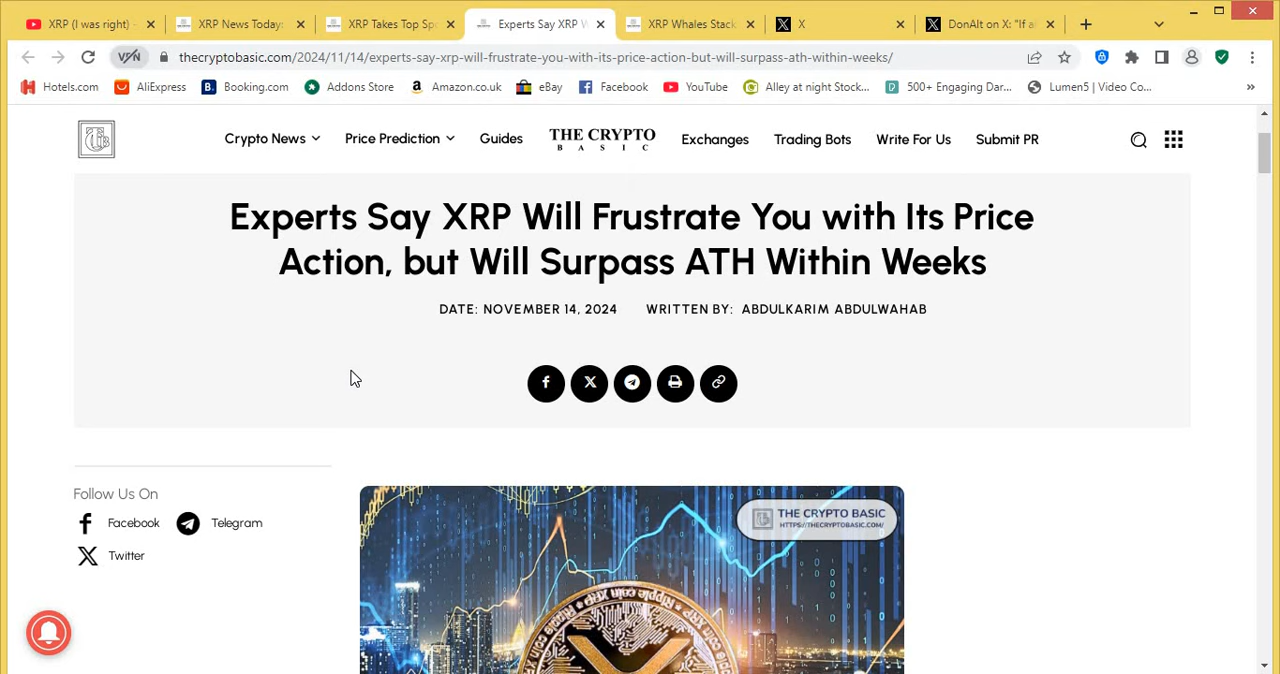 XRP (I was right) -
XRP News Today:
XRP Takes Top Spo
Experts Say XRP W
XRP Whales Stack
X
DonAlt on X: "If a
VPN
thecryptobasic.com/2024/11/14/experts-say-xrp-will-frustrate-you-with-its-price-action-but-will-surpass-ath-within-weeks/
Hotels.com
AliExpress
Booking.com
Addons Store
Amazon.co.uk
eBay
Facebook
YouTube
Alley at night Stock...
500+ Engaging Dar...
Lumen5 | Video Co...
Crypto News
Price Prediction
Guides
THE CRYPTO
BASIC
Exchanges
Trading Bots
Write For Us
Submit PR
Experts Say XRP Will Frustrate You with Its Price
Action, but Will Surpass ATH Within Weeks
DATE: NOVEMBER 14, 2024 WRITTEN BY: ABDULKARIM ABDULWAHAB
Follow Us On
Facebook
Telegram
Twitter
THE CRYPTO BASIC
HTTPS://THECRYPTOBASIC.COM/
Ripple coin XRP